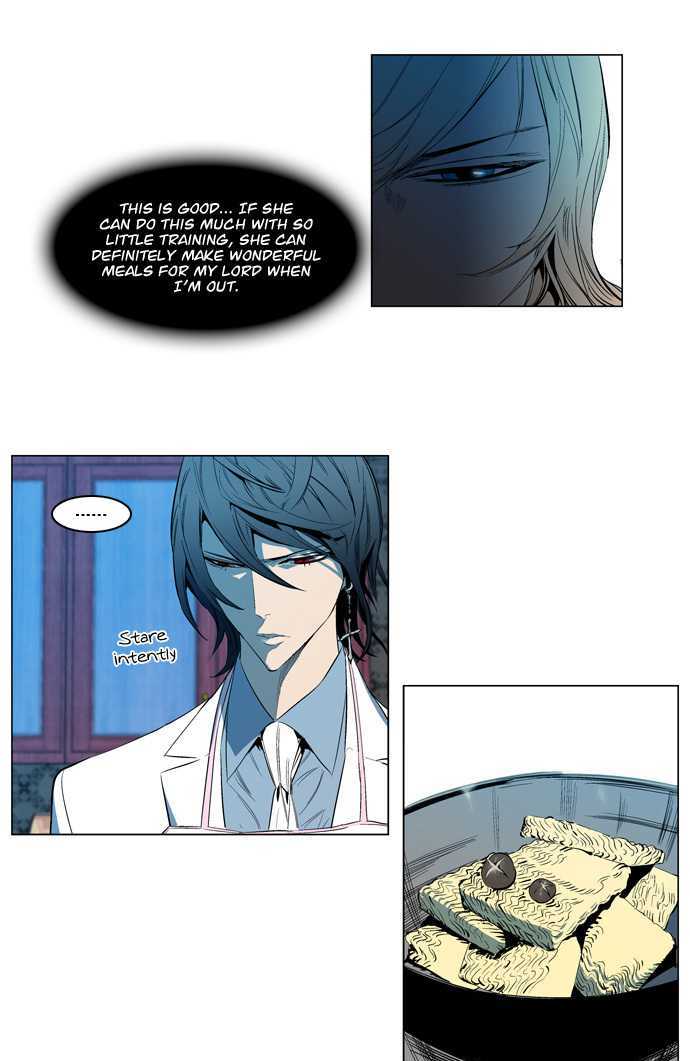 THIS IS GOOD... IF SHE
CAN DO THIS MUCH WITH SO
LITTLE TRAINING, SHE CAN
DEFINITELY MAKE WONDERFUL
MEALS FOR MY LORD WHEN
I'M OUT.
......
Stare
intently